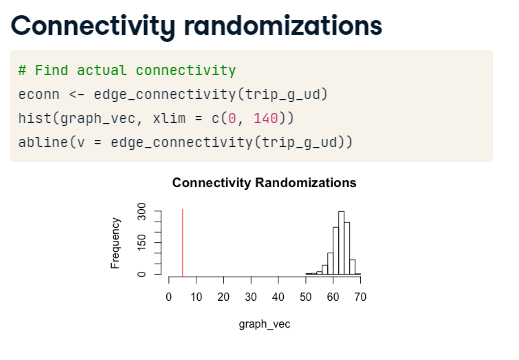 Connectivity randomizations
# Find actual connectivity
econn <- edge_connectivity(trip_g_ud)
hist(graph_vec, xlim = c(0, 140))
abline(v = edge_connectivity(trip_g_ud))
Connectivity Randomizations
Frequency
300
150
0
0 10 20 30 40 50 60 70
graph_vec